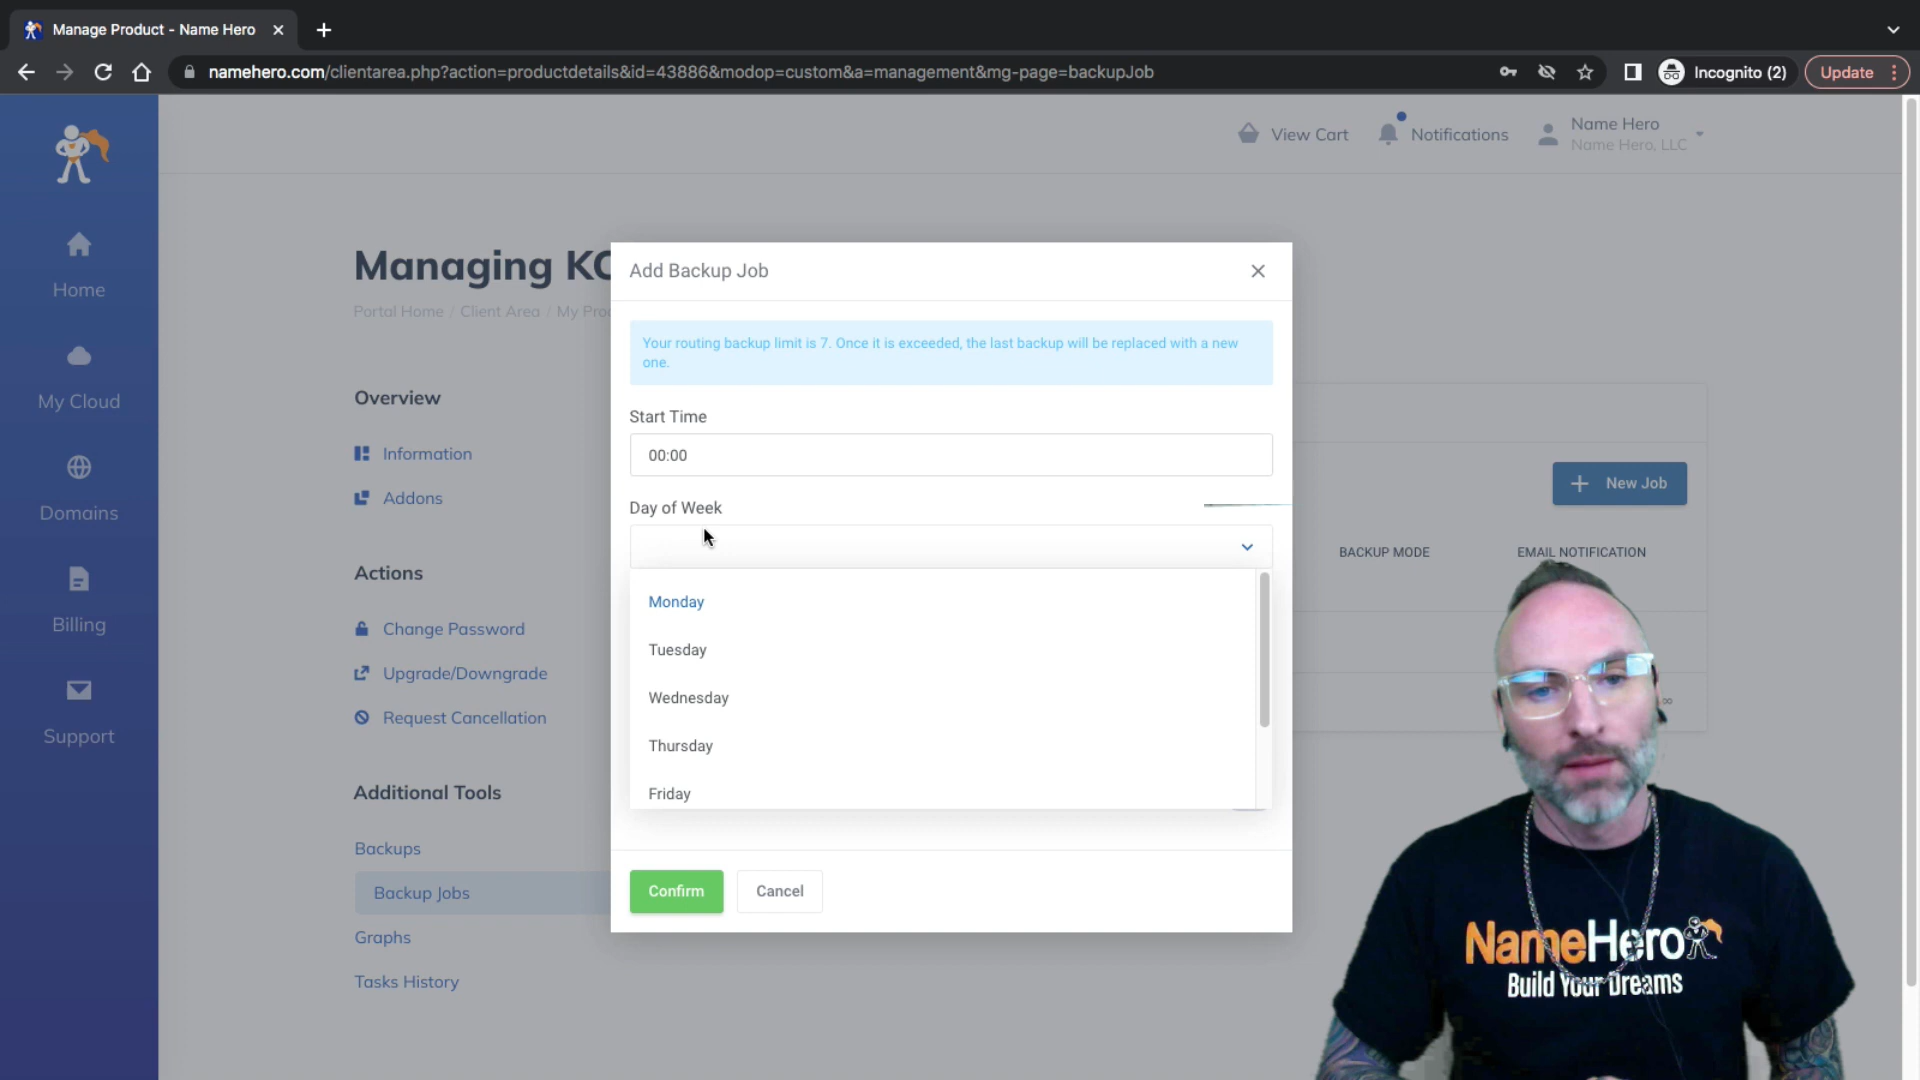 Manage Product - Name Hero
namehero.com/clientarea.php?action=productdetails&id=43886&modop=custom&a=management&mg-page=backupJob
Incognito (2)
Update
View Cart
Notifications
Name Hero
Name Hero, LLC
Home
My Cloud
Domains
Billing
Support
Managing KC
Portal Home / Client Area / My Pro
Overview
Information
Addons
Actions
Change Password
Upgrade/Downgrade
Request Cancellation
Additional Tools
Backups
Backup Jobs
Graphs
Tasks History
Add Backup Job
Your routing backup limit is 7. Once it is exceeded, the last backup will be replaced with a new
one.
Start Time
00:00
Day of Week
Monday
Tuesday
Wednesday
Thursday
Friday
Confirm
Cancel
New Job
BACKUP MODE
EMAIL NOTIFICATION
∞
NameHero
Build Your Dreams